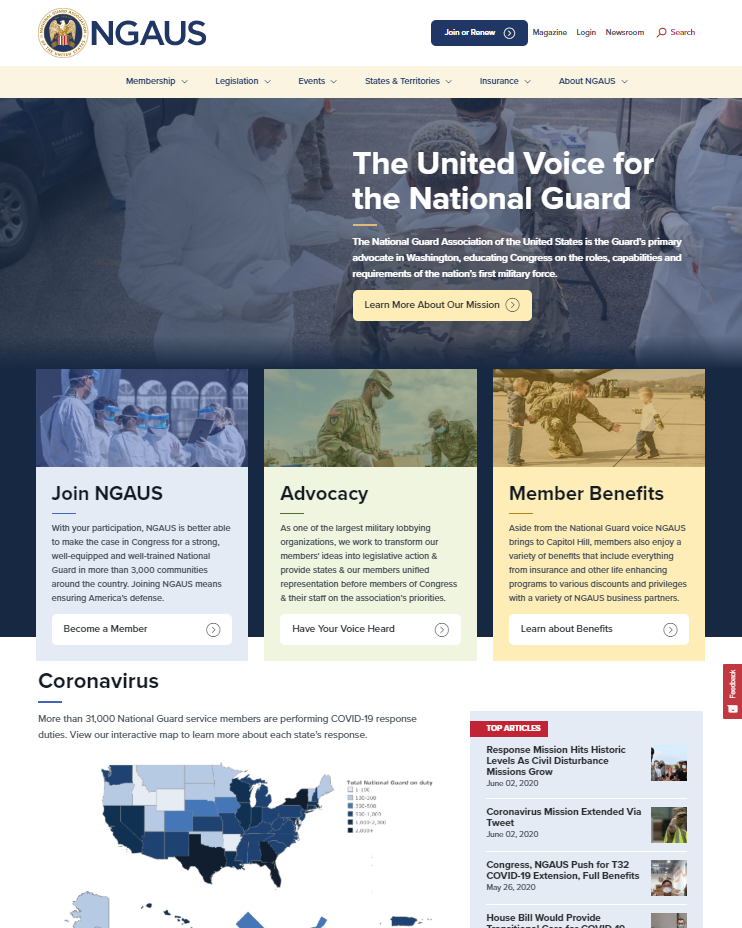 NGAUS
Join or Renew
Magazine
Login
Newsroom
Search
Membership
Legislation
Events
States & Territories
Insurance
About NGAUS
The United Voice for
the National Guard
The National Guard Association of the United States is the Guard's primary
advocate in Washington, educating Congress on the roles, capabilities and
requirements of the nation's first military force.
Learn More About Our Mission
Join NGAUS
With your participation, NGAUS is better able
to make the case in Congress for a strong,
well-equipped and well-trained National
Guard in more than 3,000 communities
around the country. Joining NGAUS means
ensuring America's defense.
Become a Member
Advocacy
As one of the largest military lobbying
organizations, we work to transform our
members' ideas into legislative action &
provide states & our members unified
representation before members of Congress
& their staff on the association's priorities.
Have Your Voice Heard
Member Benefits
Aside from the National Guard voice NGAUS
brings to Capitol Hill, members also enjoy a
variety of benefits that include everything
from insurance and other life enhancing
programs to various discounts and privileges
with a variety of NGAUS business partners.
Learn about Benefits
Feedback
Coronavirus
More than 31,000 National Guard service members are performing COVID-19 response
duties. View our interactive map to learn more about each state's response.
Total National Guard on duty
1-100
2,000+
TOP ARTICLES
Response Mission Hits Historic
Levels As Civil Disturbance
Missions Grow
June 02, 2020
Coronavirus Mission Extended Via
Tweet
June 02, 2020
Congress, NGAUS Push for T32
COVID-19 Extension, Full Benefits
May 26, 2020
House Bill Would Provide